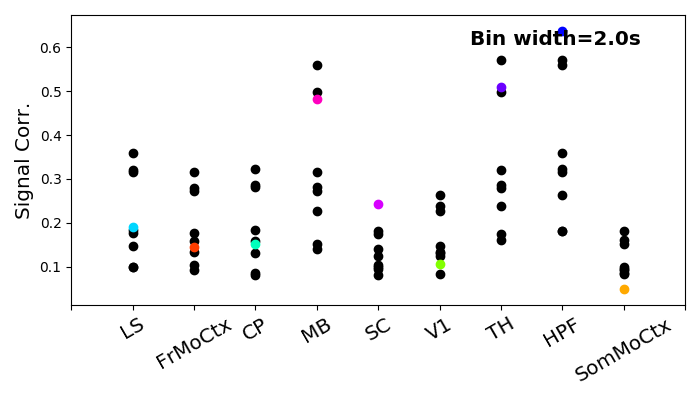 Bin width=2.0s
Signal Corr.
0.6
0.5
0.4
0.3
0.2
0.1
LS
FrMoCtx
CP
MB
SC
V1
TH
HPF
SomMoCtx